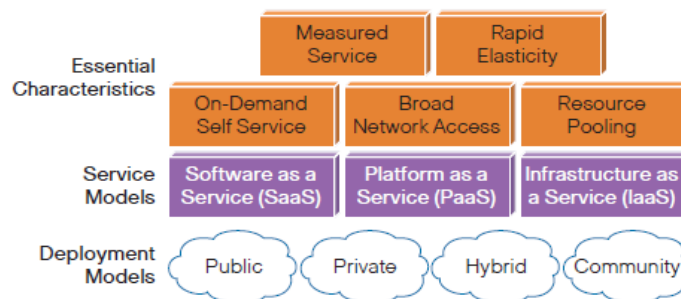 Essential
Characteristics
Measured
Service
Rapid
Elasticity
On-Demand
Self Service
Broad
Network Access
Resource
Pooling
Service
Models
Software as a
Service (SaaS)
Platform as a
Service (PaaS)
Infrastructure as
a Service (IaaS)
Deployment
Models
Public
Private
Hybrid
Community